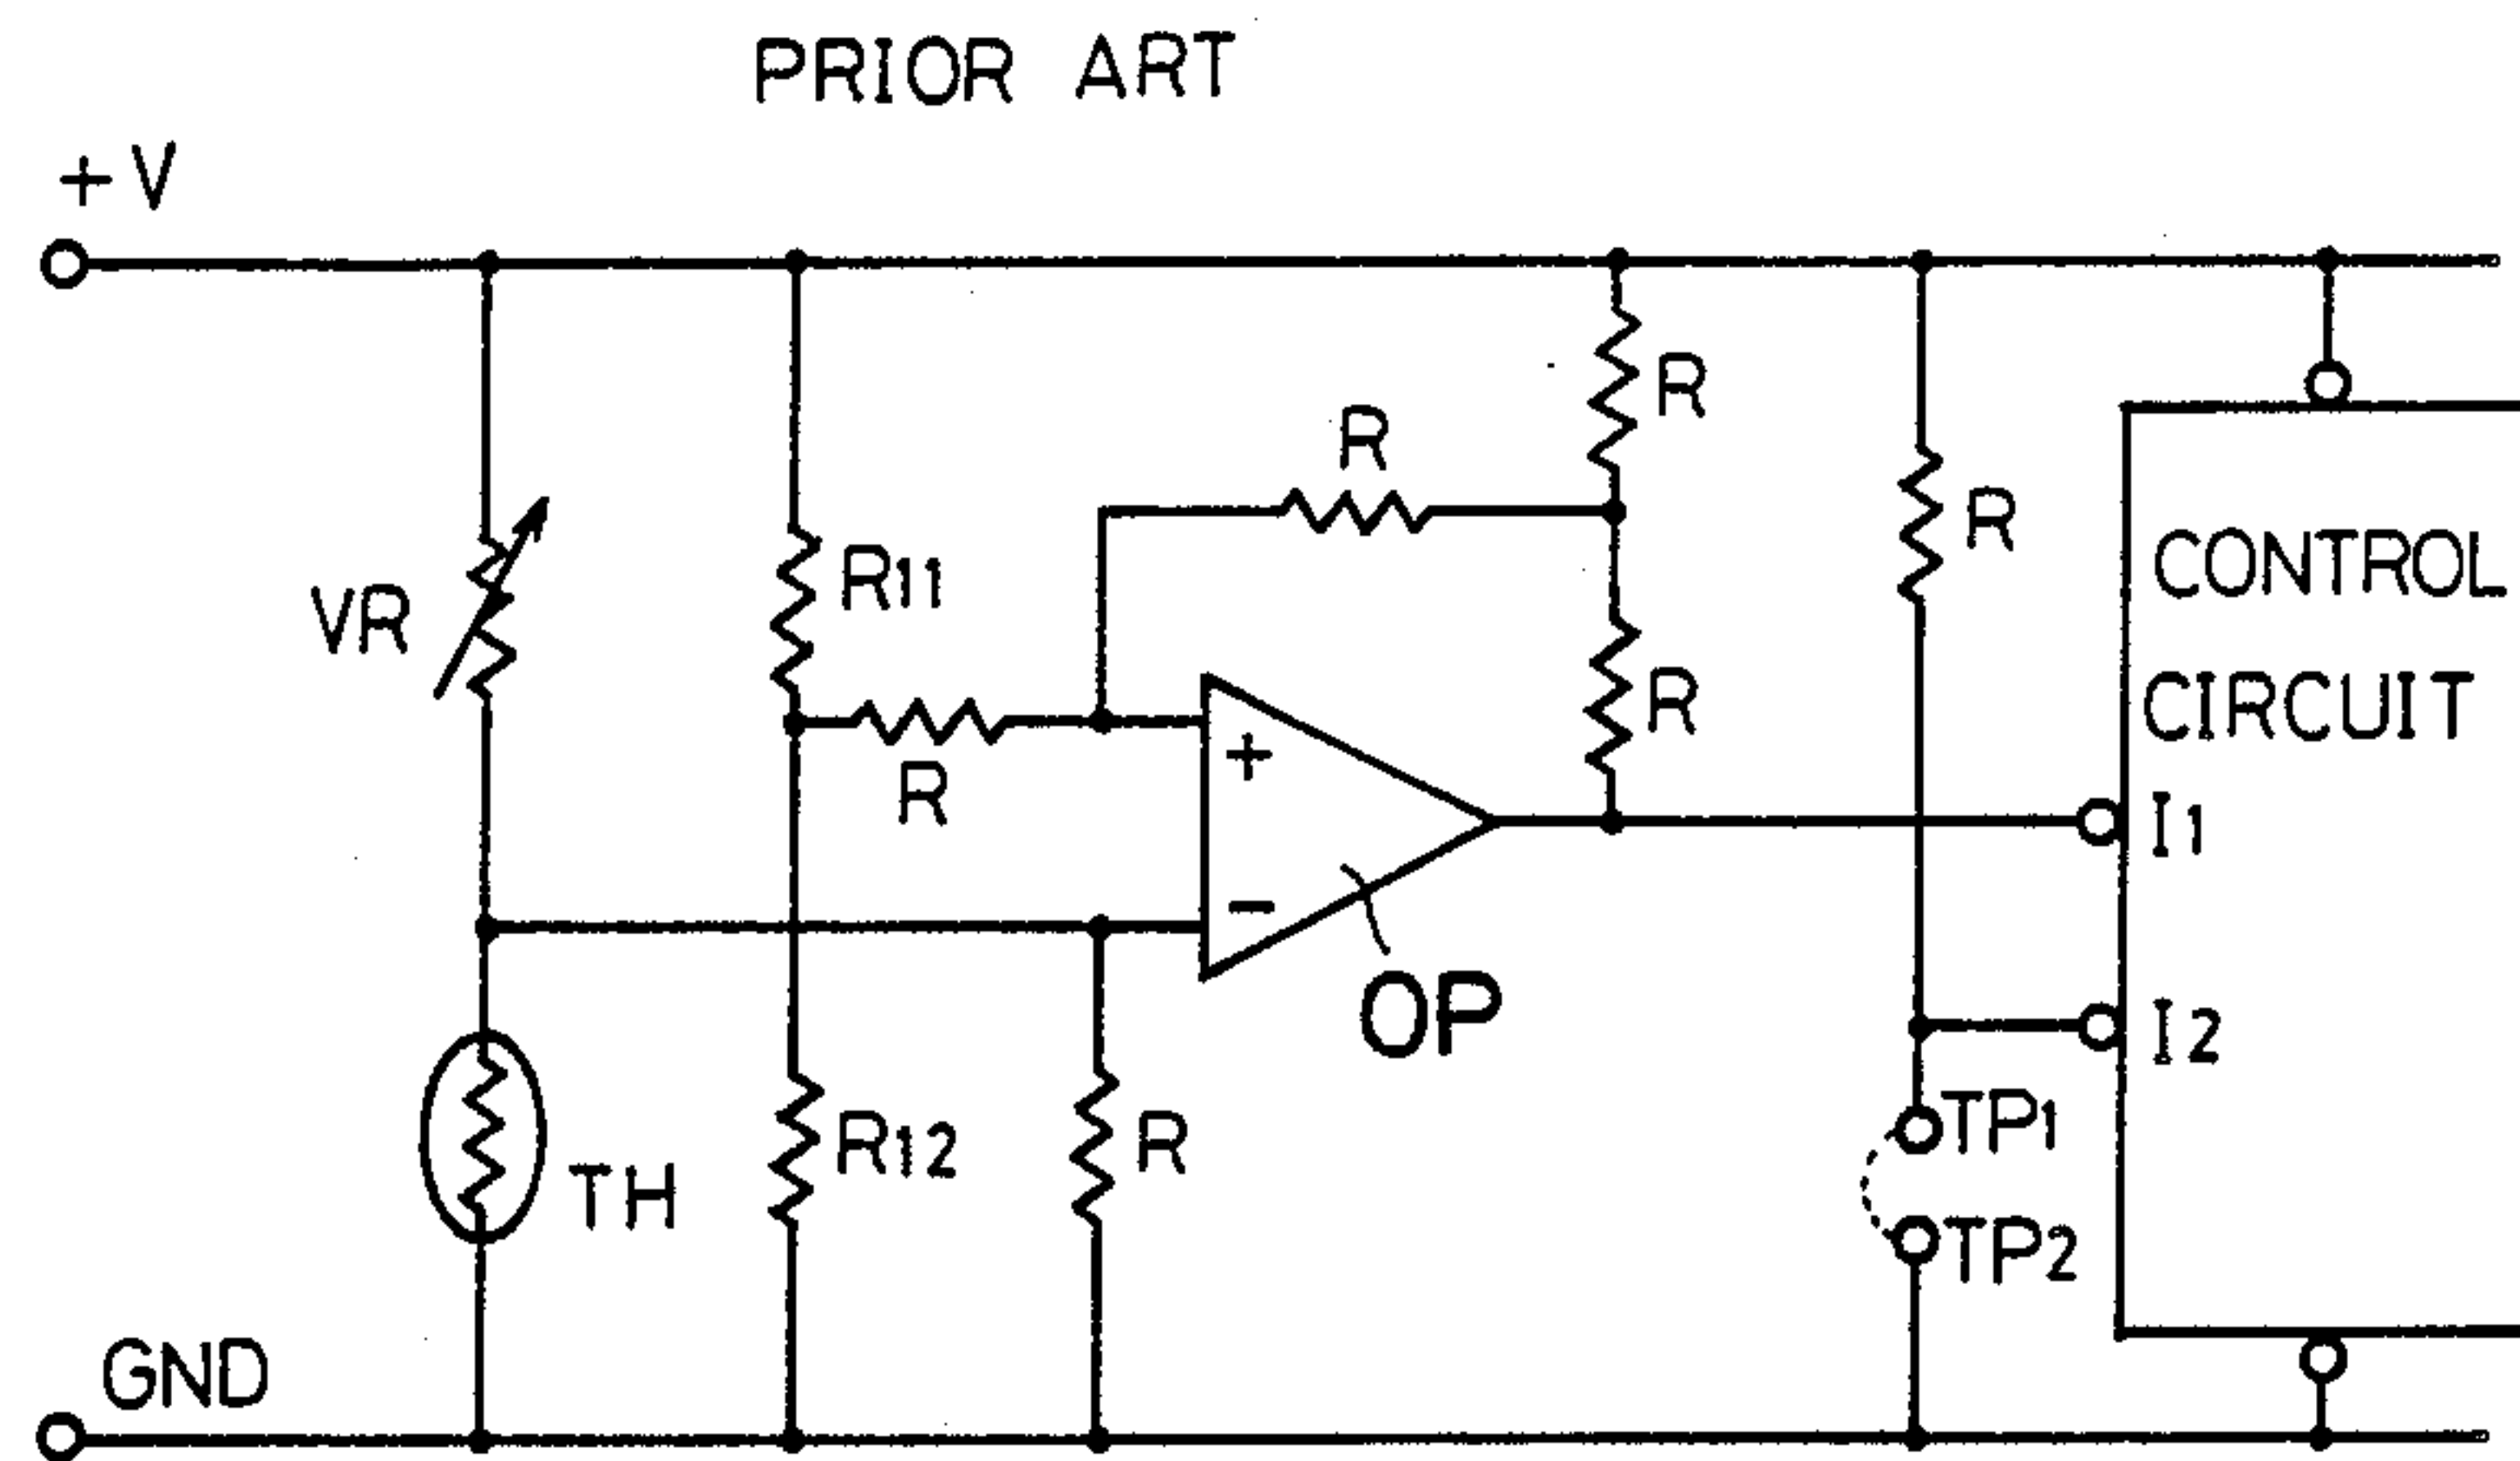 PRIOR ART
+V
R
R
R
R11
VR
CONTROL
CIRCUIT
R
R
+
I1
−
OP
I2
TP1
R12
R
TH
TP2
GND